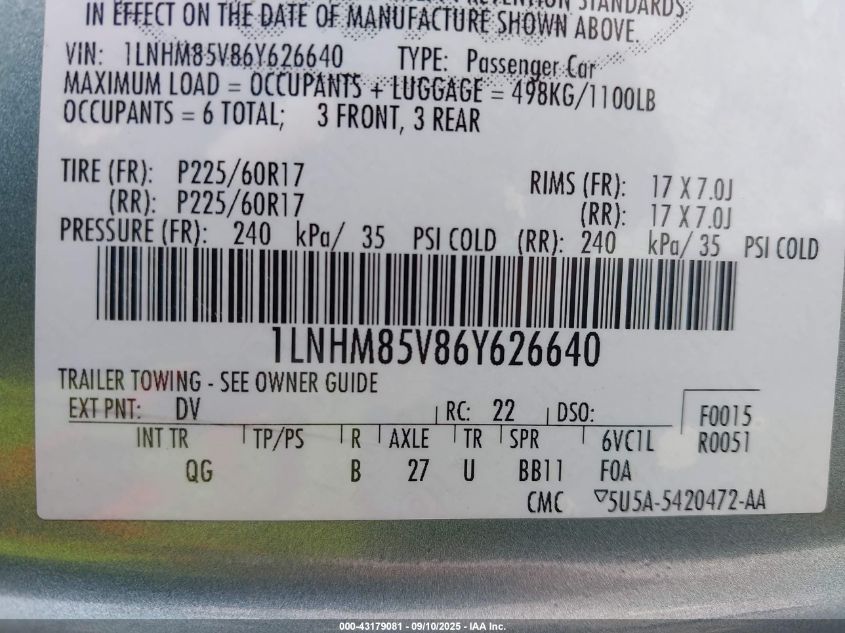 RETENTION STANDARDS
IN EFFECT ON THE DATE OF MANUFACTURE SHOWN ABOVE.
VIN: 1LNHM85V86Y626640 TYPE: Passenger Car
MAXIMUM LOAD = OCCUPANTS + LUGGAGE = 498KG/1100LB
OCCUPANTS = 6 TOTAL; 3 FRONT, 3 REAR
TIRE (FR): P225/60R17 RIMS (FR): 17 X 7.0J
(RR): P225/60R17 (RR): 17 X 7.0J
PRESSURE (FR): 240 kPa/ 35 PSI COLD (RR): 240 kPa/ 35 PSI COLD
1LNHM85V86Y626640
TRAILER TOWING - SEE OWNER GUIDE
EXT PNT: DV RC: 22 DSO: F0015
INT TR TP/PS R AXLE TR SPR 6VC1L R0051
QG B 27 U BB11 F0A
CMC ▽5U5A-5420472-AA
000-43179081 - 09/10/2025 - IAA Inc.